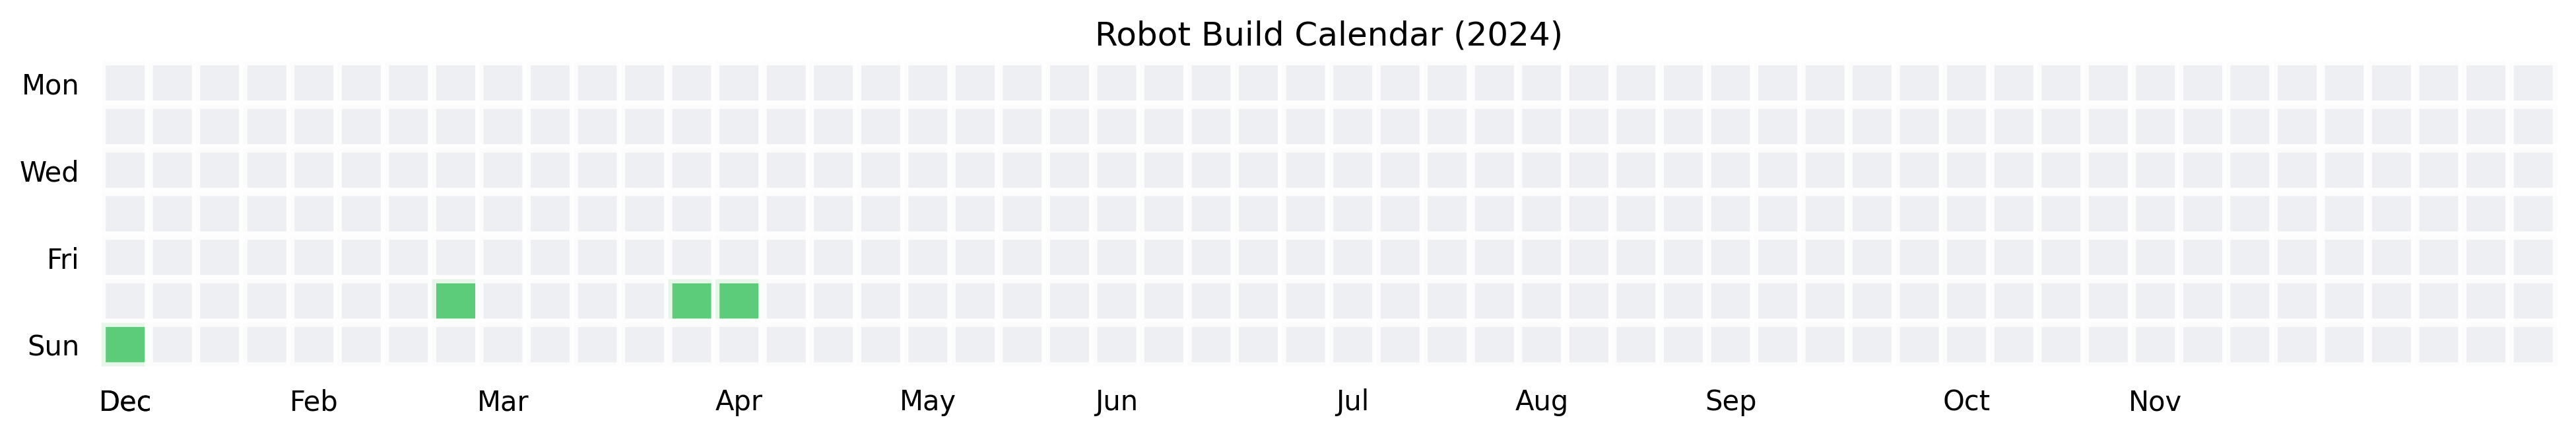 Robot Build Calendar (2024)
Mon
Wed
Fri
Sun
Dec Feb Mar Apr May Jun Jul Aug Sep Oct Nov